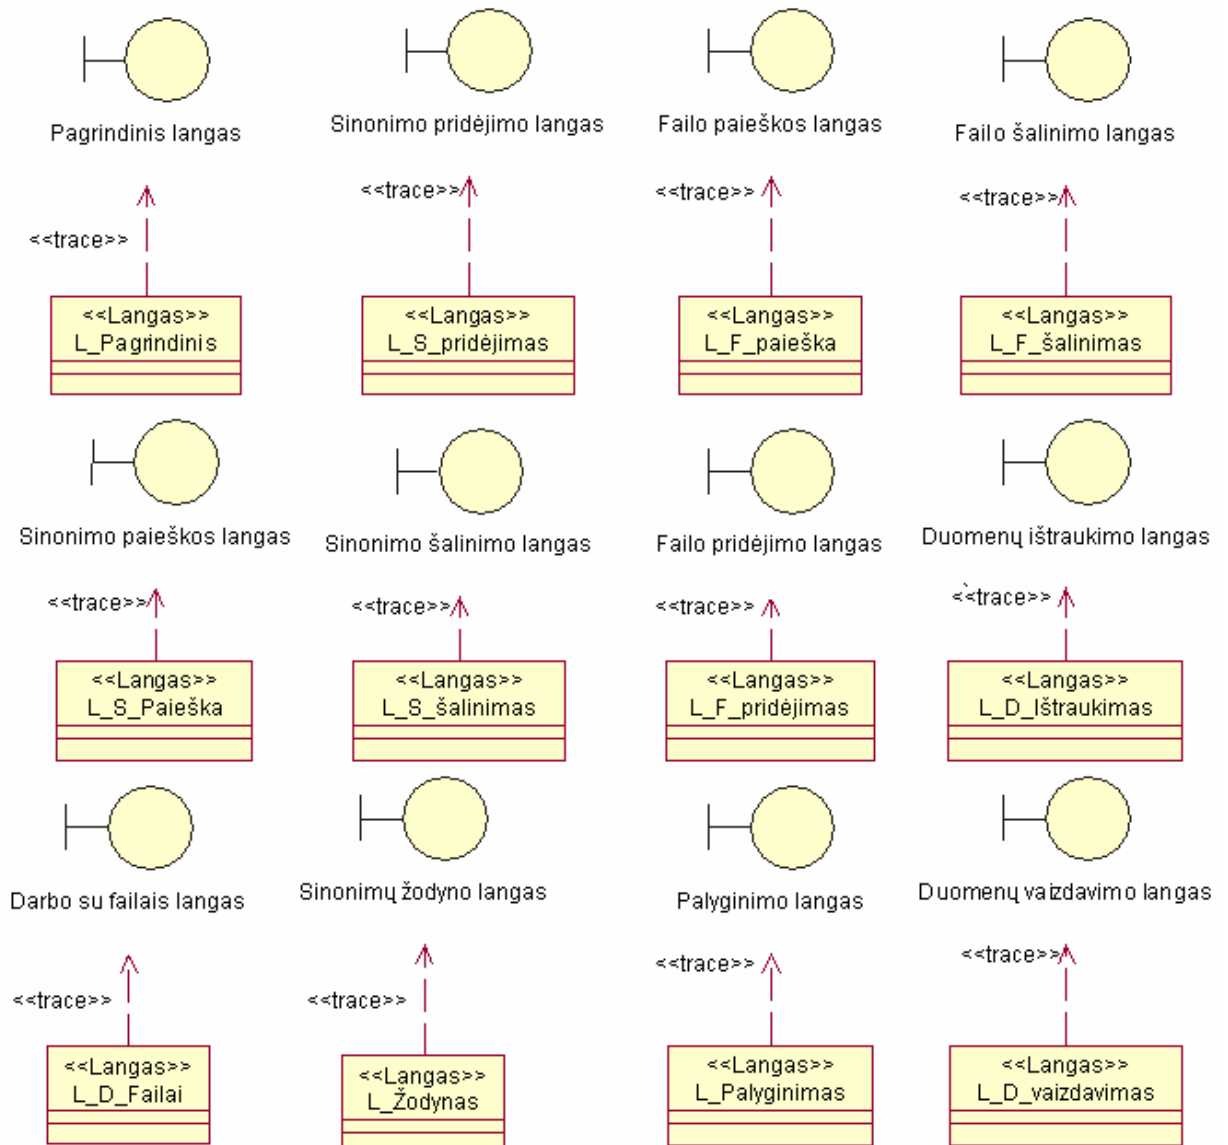 Pagrindinis langas
Sinonimo pridėjimo langas
Failo paieškos langas
Failo šalinimo langas
<<trace>>
<<trace>>
<<trace>>
<<trace>>
<<Langas>>
L_Pagrindinis
<<Langas>>
L_S_pridėjimas
<<Langas>>
L_F_paieška
<<Langas>>
L_F_šalinimas
Sinonimo paieškos langas
Sinonimo šalinimo langas
Failo pridėjimo langas
Duomenų ištraukimo langas
<<trace>>
<<trace>>
<<trace>>
<<trace>>
<<Langas>>
L_S_Paieška
<<Langas>>
L_S_šalinimas
<<Langas>>
L_F_pridėjimas
<<Langas>>
L_D_Ištraukimas
Darbo su failais langas
Sinonimų žodyno langas
Palyginimo langas
Duomenų vaizdavimo langas
<<trace>>
<<trace>>
<<trace>>
<<trace>>
<<Langas>>
L_D_Failai
<<Langas>>
L_Žodynas
<<Langas>>
L_Palyginimas
<<Langas>>
L_D_vaizdavimas